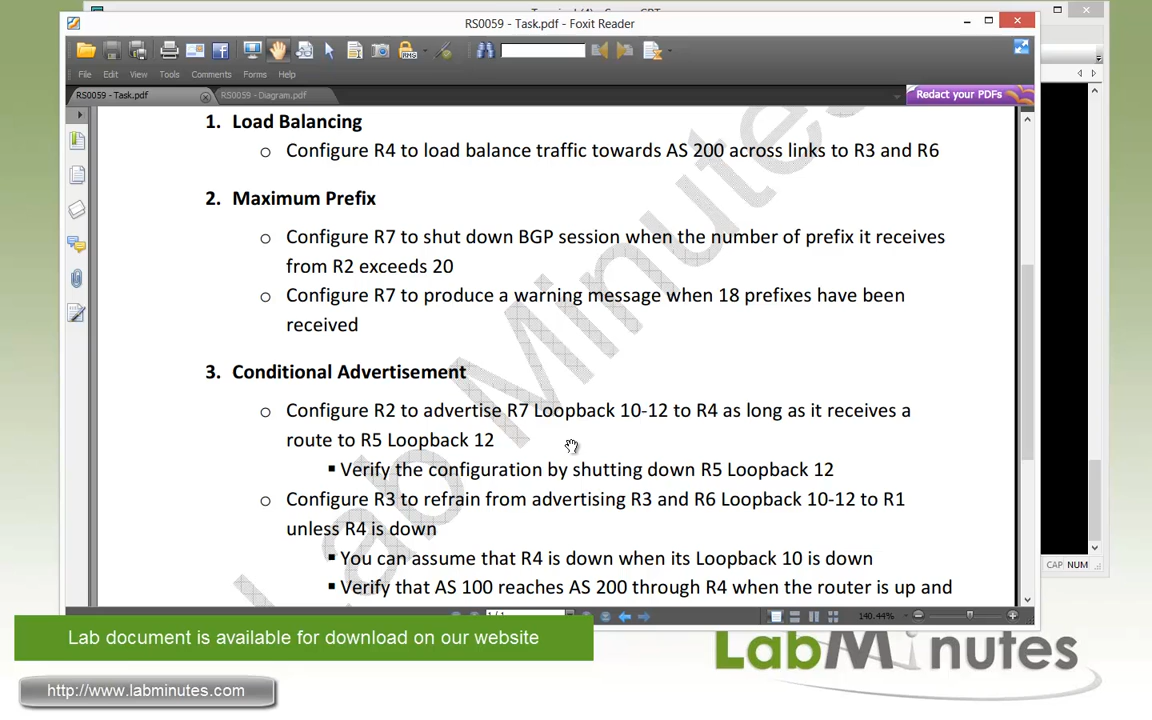 RS0059 - Task.pdf - Foxit Reader
File Edit View Tools Comments Forms Help
RS0059 - Task.pdf
RS0059 - Diagram.pdf
Redact your PDFs
1. Load Balancing
o Configure R4 to load balance traffic towards AS 200 across links to R3 and R6
2. Maximum Prefix
o Configure R7 to shut down BGP session when the number of prefix it receives
from R2 exceeds 20
o Configure R7 to produce a warning message when 18 prefixes have been
received
3. Conditional Advertisement
o Configure R2 to advertise R7 Loopback 10-12 to R4 as long as it receives a
route to R5 Loopback 12
▪ Verify the configuration by shutting down R5 Loopback 12
o Configure R3 to refrain from advertising R3 and R6 Loopback 10-12 to R1
unless R4 is down
▪ You can assume that R4 is down when its Loopback 10 is down
▪ Verify that AS 100 reaches AS 200 through R4 when the router is up and
Lab Minutes
140.44%
CAP NUM
Lab document is available for download on our website
LabMinutes
http://www.labminutes.com